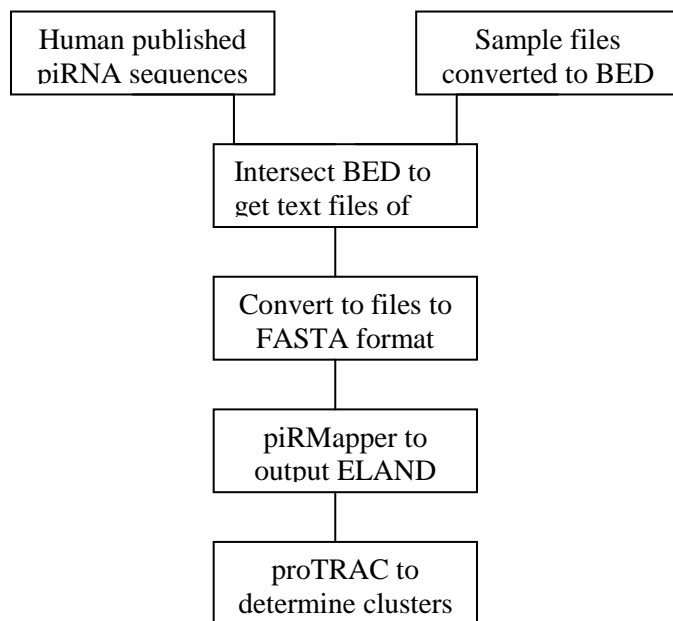 Human published
piRNA sequences
Sample files
converted to BED
Intersect BED to
get text files of
Convert to files to
FASTA format
piRMapper to
output ELAND
proTRAC to
determine clusters